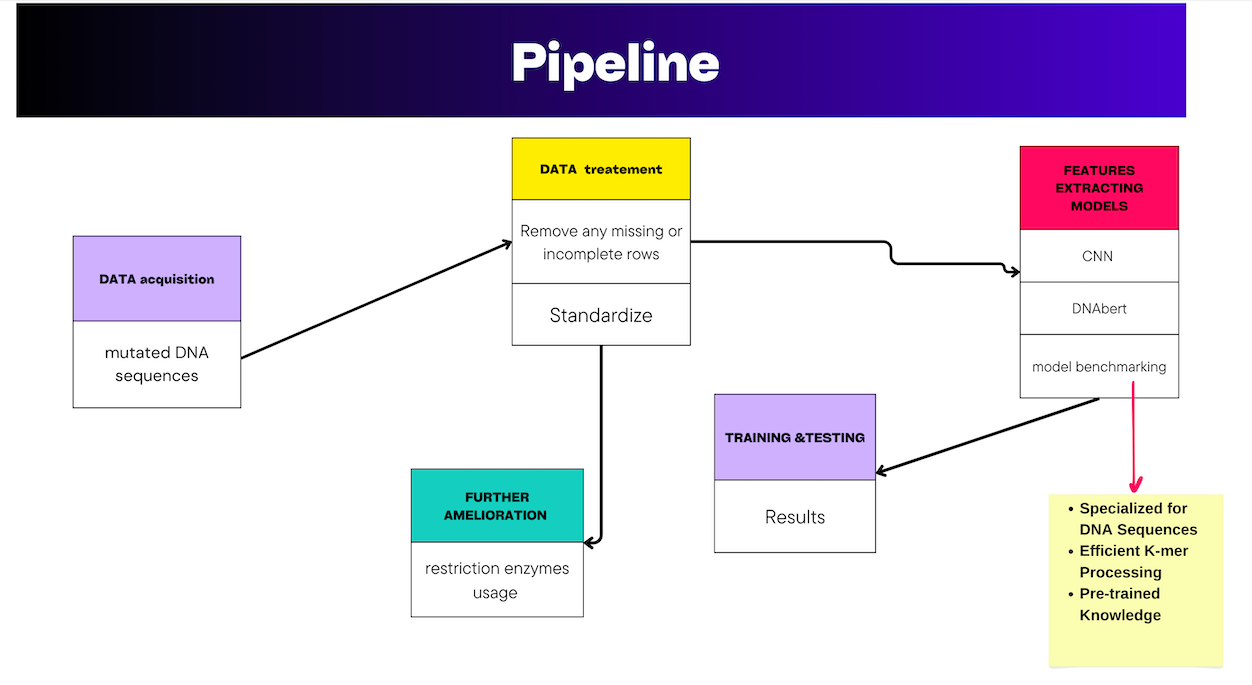 Pipeline
DATA acquisition
mutated DNA
sequences
DATA treatement
Remove any missing or
incomplete rows
Standardize
FEATURES
EXTRACTING
MODELS
CNN
DNAbert
model benchmarking
TRAINING &TESTING
Results
FURTHER
AMELIORATION
restriction enzymes
usage
• Specialized for
DNA Sequences
• Efficient K-mer
Processing
• Pre-trained
Knowledge